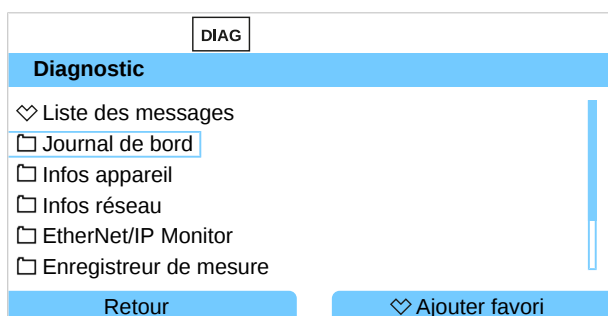 DIAG
Diagnostic
Liste des messages
Journal de bord
Infos appareil
Infos réseau
EtherNet/IP Monitor
Enregistreur de mesure
Retour
Ajouter favori